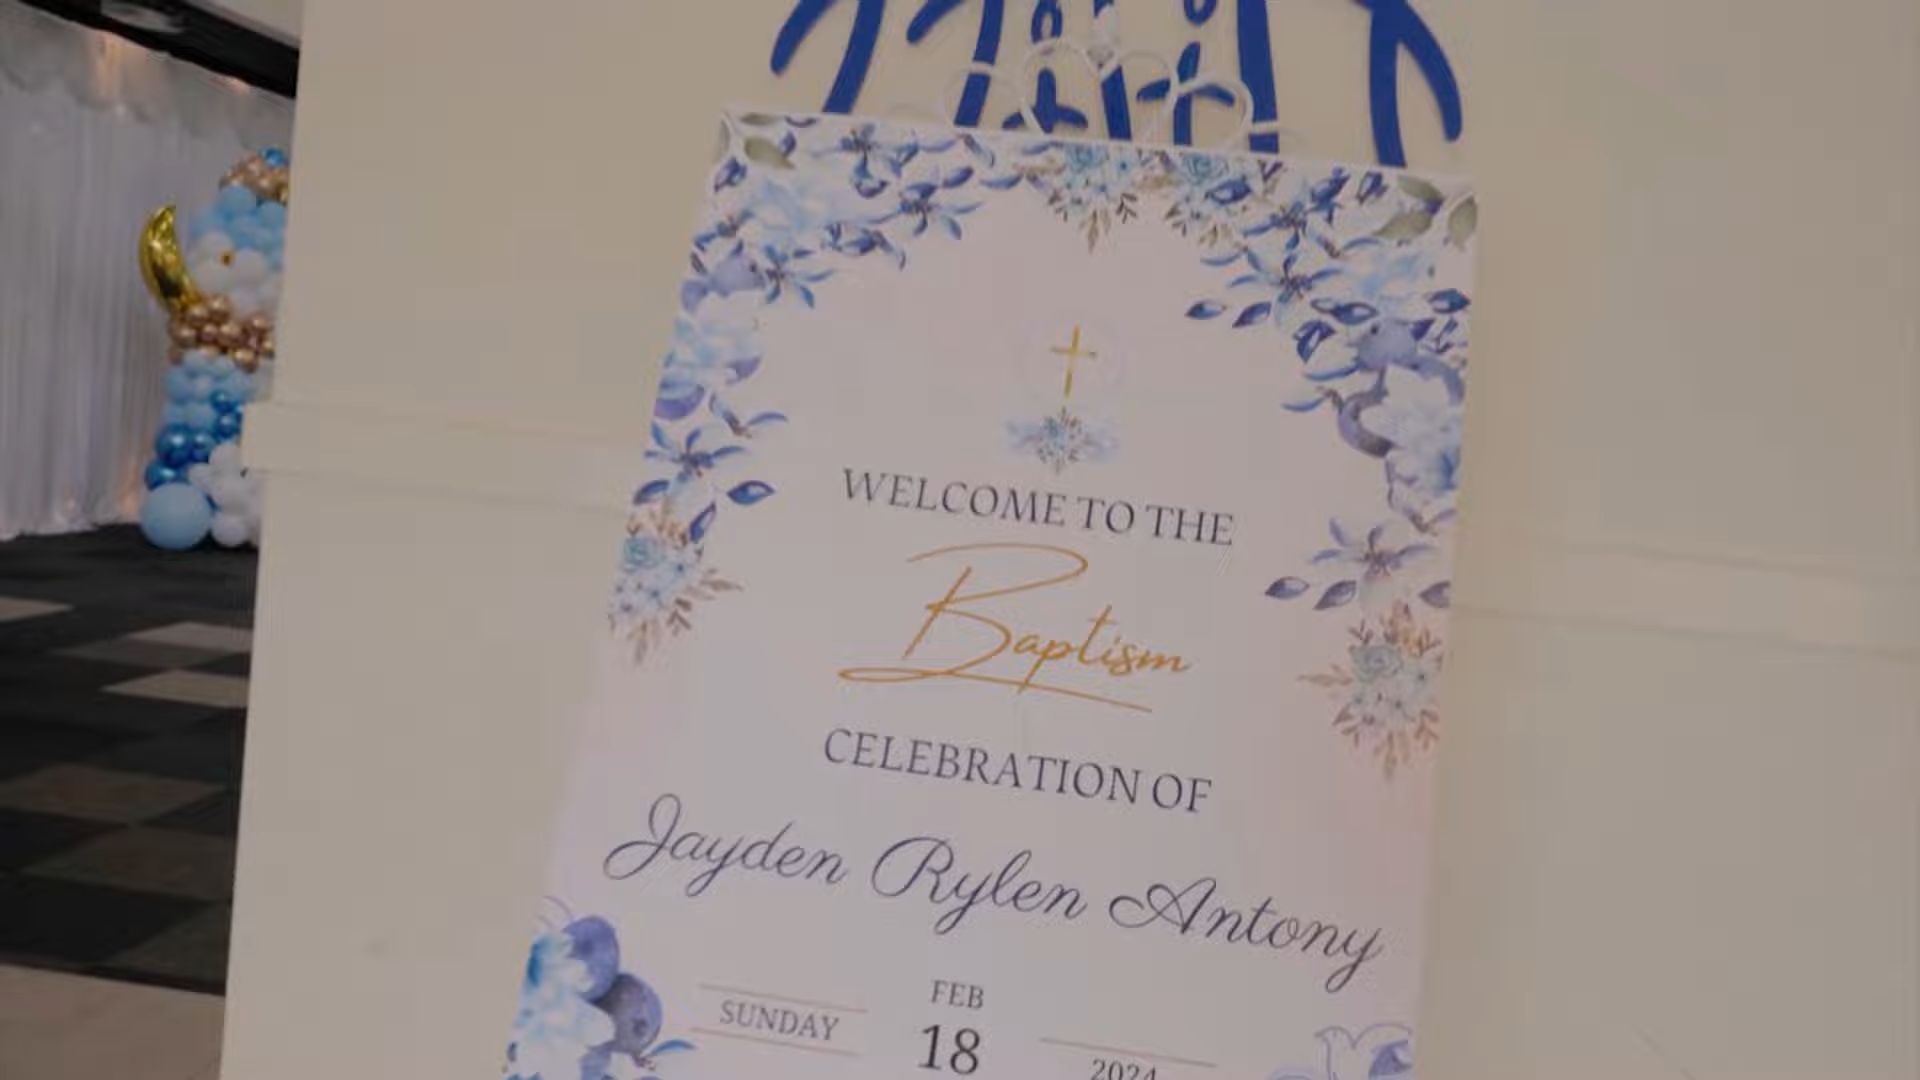 WELCOME TO THE
Baptism
CELEBRATION OF
Jayden Rylen Antony
FEB
SUNDAY 18 2024